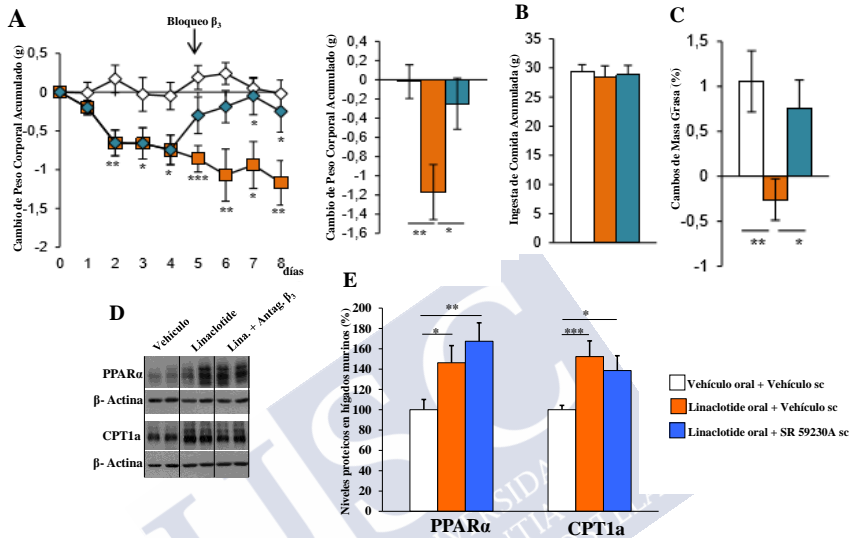 A
Bloqueo β3
Cambio de Peso Corporal Acumulado (g)
0,5
0
-0,5
-1
-1,5
-2
**
*
*
***
**
*
*
*
**
0 1 2 3 4 5 6 7 8
días
Cambio de Peso Corporal Acumulado (g)
0,4
0,2
0
-0,2
-0,4
-0,6
-0,8
-1
-1,2
-1,4
-1,6
** *
B
Ingesta de Comida Acumulada (g)
35
30
25
20
15
10
5
0
C
Cambos de Masa Grasa (%)
1,5
1
0,5
0
-0,5
-1
** *
D
Vehículo
Linaclotide
Lina. + Antag. β3
PPARα
β- Actina
CPT1a
β- Actina
E
Niveles proteicos en hígados murinos (%)
200
180
160
140
120
100
80
60
40
20
0
**
*
*
***
PPARα CPT1a
Vehículo oral + Vehículo sc
Linaclotide oral + Vehículo sc
Linaclotide oral + SR 59230A sc
USC